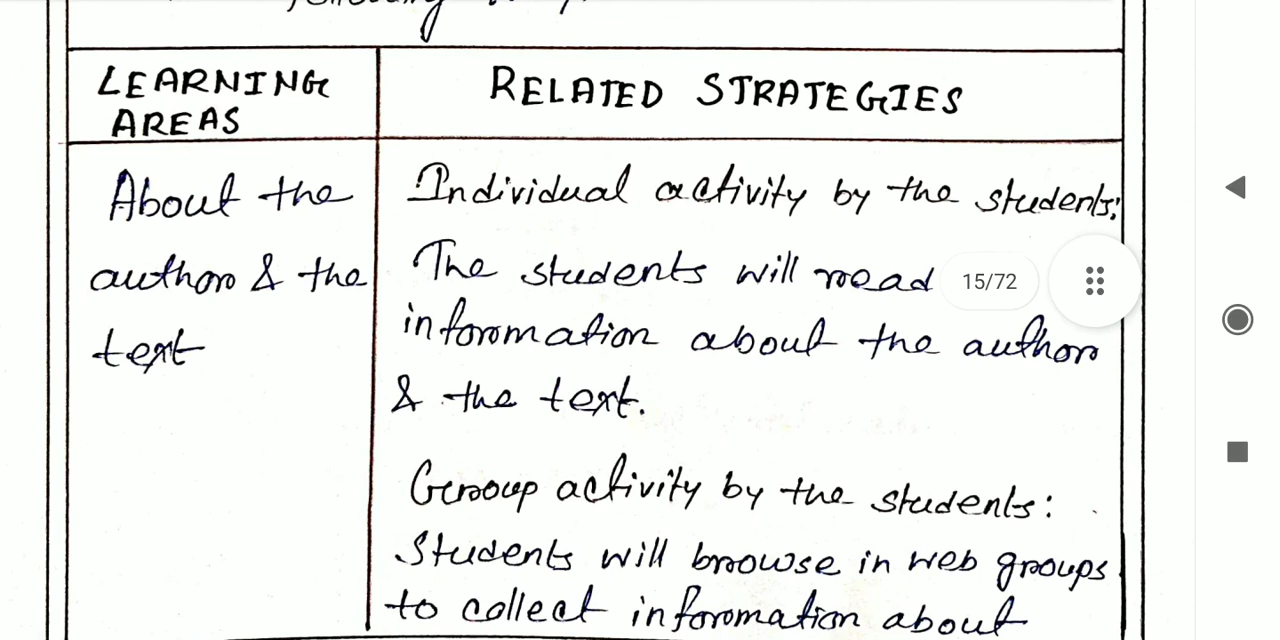 following
LEARNING
AREAS
RELATED STRATEGIES
About the
author & the
text
Individual activity by the students:
The students will read
information about the author
& the text.
Group activity by the students:
Students will browse in web groups
to collect information about
15/72